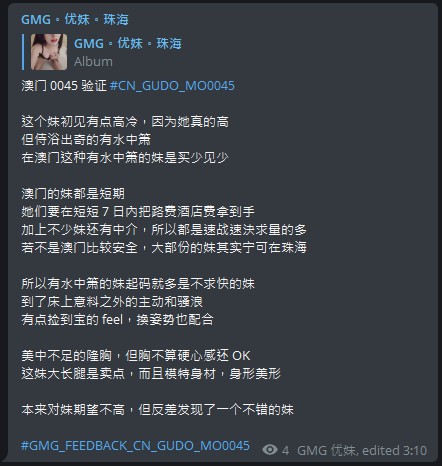 GMG。优妹。珠海
GMG。优妹。珠海
Album
澳门 0045 验证 #CN_GUDO_MO0045
这个妹初见有点高冷，因为她真的高
但侍浴出奇的有水中箫
在澳门这种有水中箫的妹是买少见少
澳门的妹都是短期
她们要在短短 7 日內把路费酒店费拿到手
加上不少妹还有中介，所以都是速战速決求量的多
若不是澳门比较安全，大部份的妹其实宁可在珠海
所以有水中箫的妹起码就多是不求快的妹
到了床上意料之外的主动和骚浪
有点捡到宝的 feel，换姿势也配合
美中不足的隆胸，但胸不算硬心感还 OK
这妹大长腿是卖点，而且模特身材，身形美形
本来对妹期望不高，但反差发现了一个不错的妹
#GMG_FEEDBACK_CN_GUDO_MO0045
4 GMG 优妹, edited 3:10